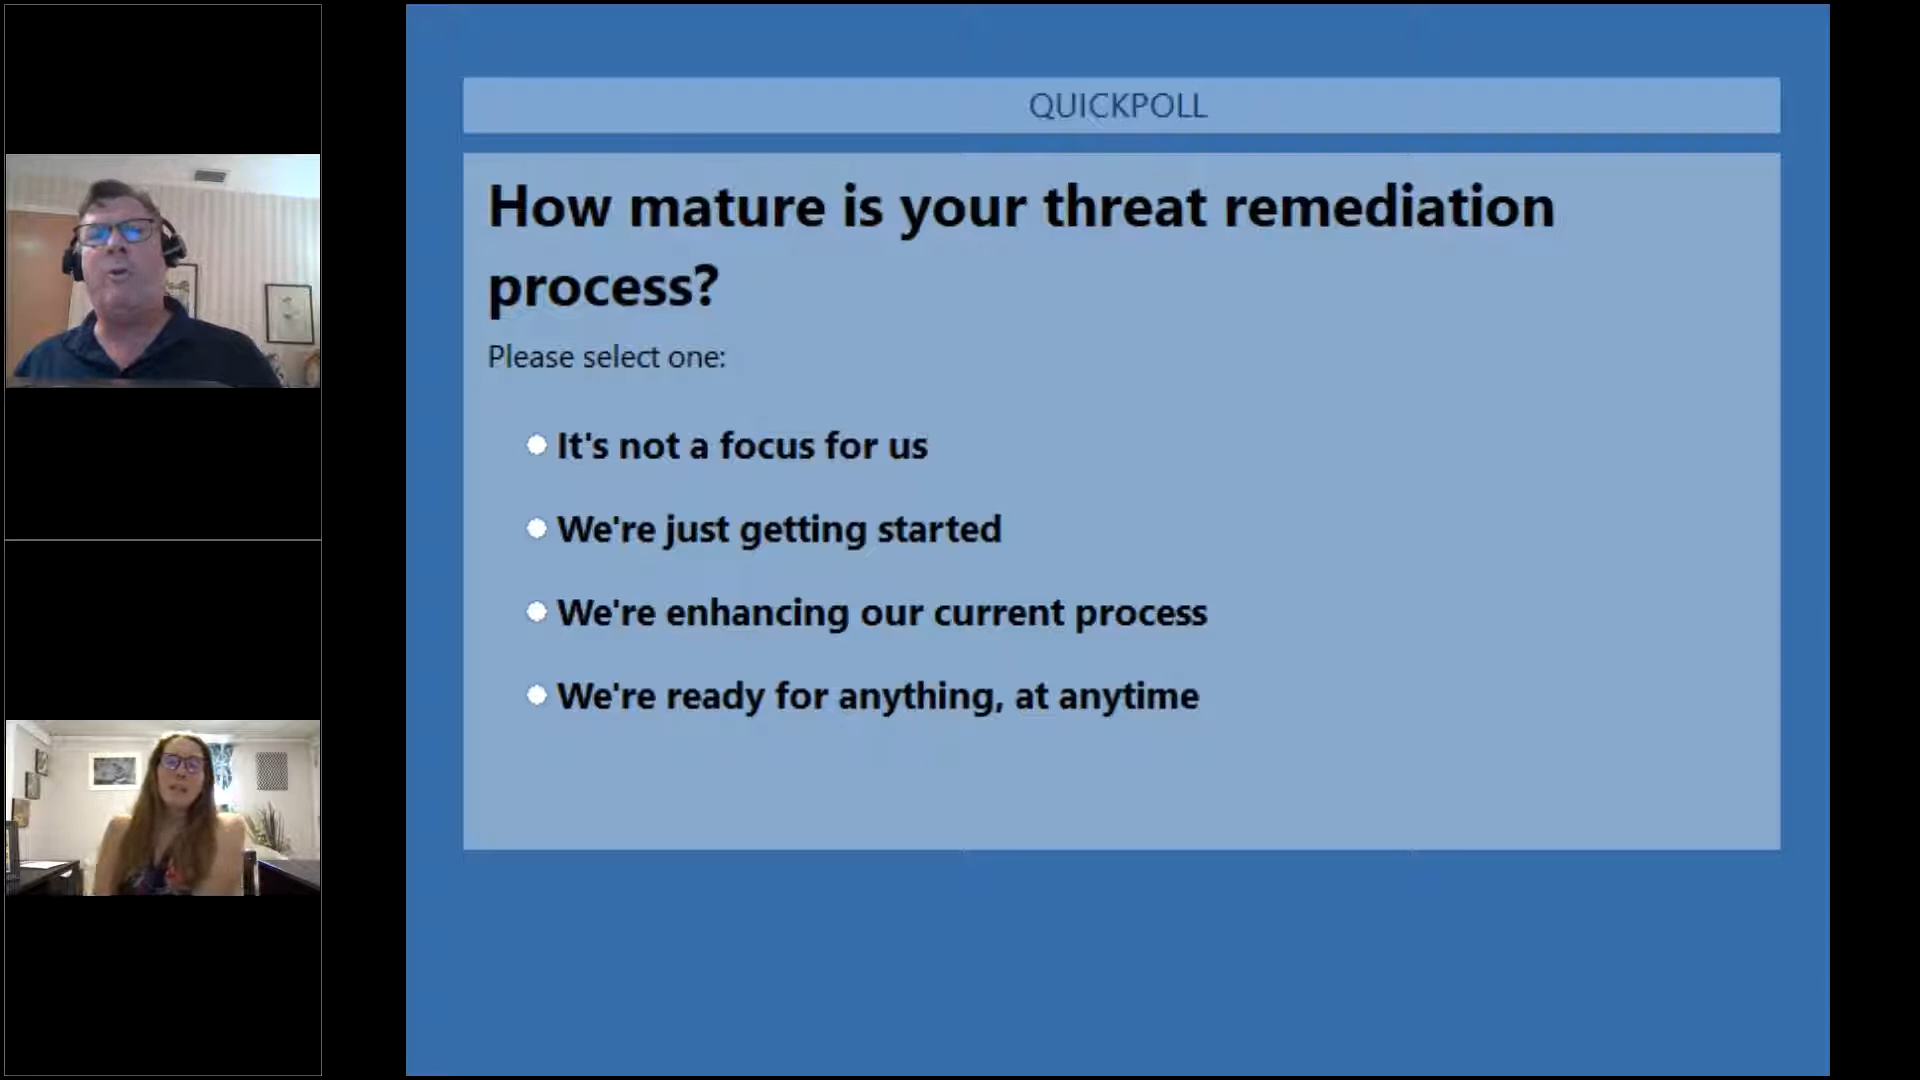 QUICKPOLL
How mature is your threat remediation
process?
Please select one:
It's not a focus for us
We're just getting started
We're enhancing our current process
We're ready for anything, at anytime